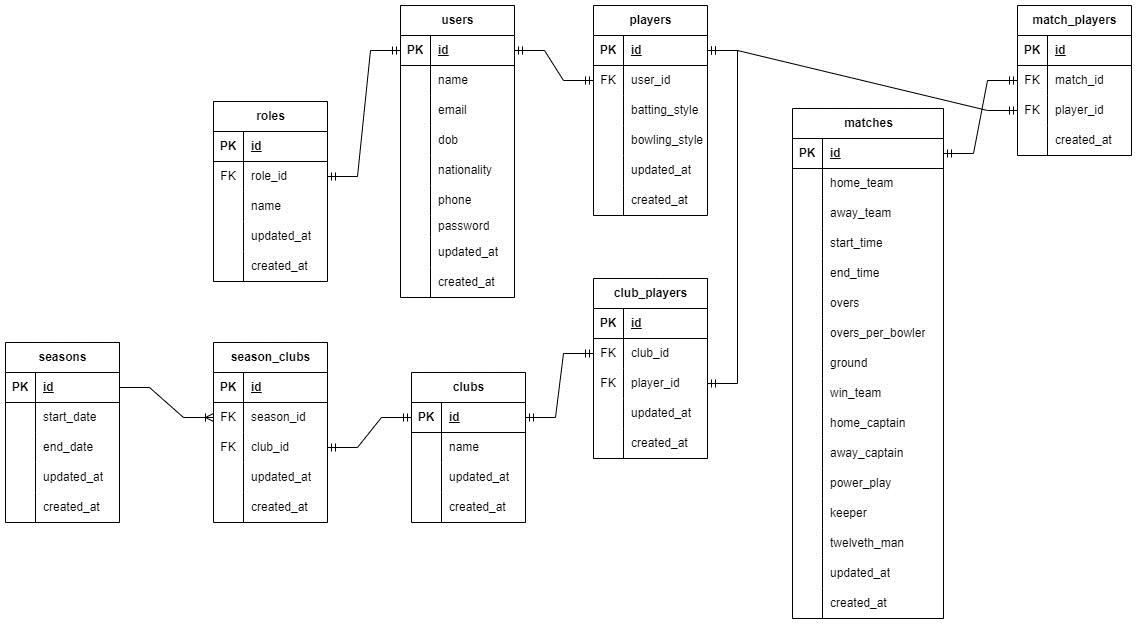 users
PK id
name
email
dob
nationality
phone
password
updated_at
created_at
players
PK id
FK user_id
batting_style
bowling_style
updated_at
created_at
match_players
PK id
FK match_id
FK player_id
created_at
roles
PK id
FK role_id
name
updated_at
created_at
matches
PK id
home_team
away_team
start_time
end_time
overs
overs_per_bowler
ground
win_team
home_captain
away_captain
power_play
keeper
twelveth_man
updated_at
created_at
club_players
PK id
FK club_id
FK player_id
updated_at
created_at
seasons
PK id
start_date
end_date
updated_at
created_at
season_clubs
PK id
FK season_id
FK club_id
updated_at
created_at
clubs
PK id
name
updated_at
created_at